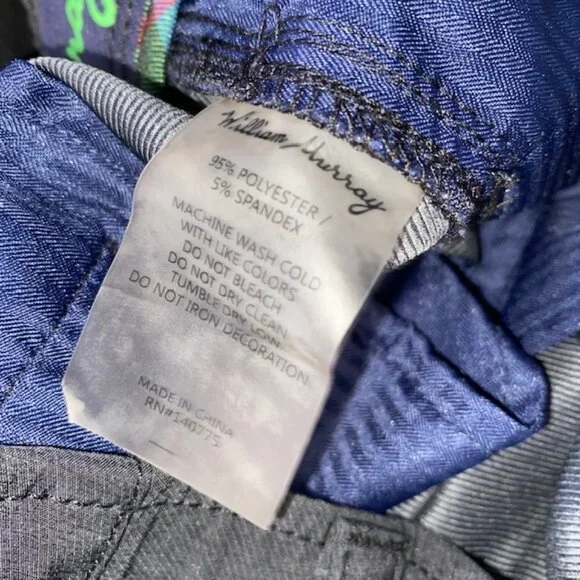 William Murray
95% POLYESTER /
5% SPANDEX
MACHINE WASH COLD
WITH LIKE COLORS
DO NOT BLEACH
DO NOT DRY CLEAN
TUMBLE DRY LOW
DO NOT IRON DECORATION
MADE IN CHINA
RN#140775